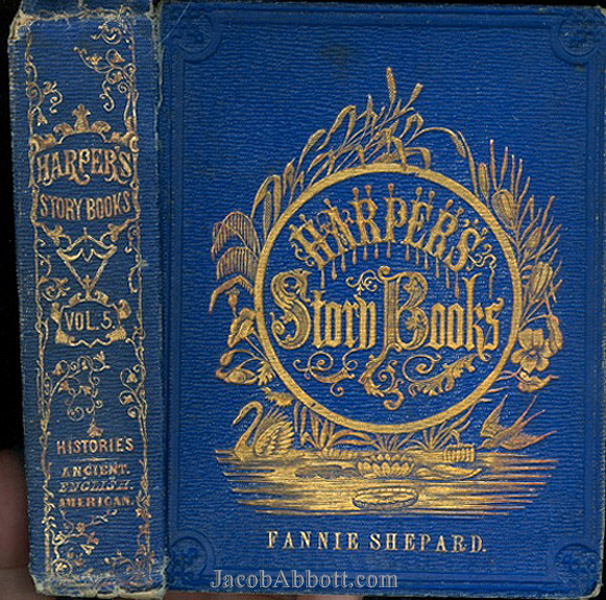 HARPER'S
STORY BOOKS
VOL. 5.
HISTORIES
ANCIENT.
ENGLISH.
AMERICAN.
HARPER'S
Story Books
FANNIE SHEPARD.
JacobAbbott.com